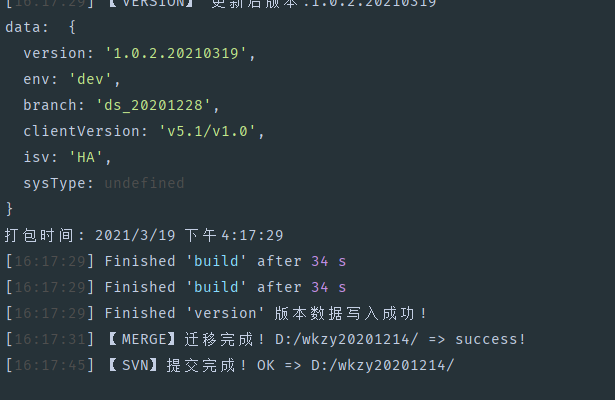 [16:17:29] 【VERSION】 更新后版本:1.0.2.20210319
data:  {
  version: '1.0.2.20210319',
  env: 'dev',
  branch: 'ds_20201228',
  clientVersion: 'v5.1/v1.0',
  isv: 'HA',
  sysType: undefined
}
打包时间: 2021/3/19 下午4:17:29
[16:17:29] Finished 'build' after 34 s
[16:17:29] Finished 'build' after 34 s
[16:17:29] Finished 'version' 版本数据写入成功!
[16:17:31] 【MERGE】迁移完成! D:/wkzy20201214/ => success!
[16:17:45] 【SVN】提交完成! OK => D:/wkzy20201214/